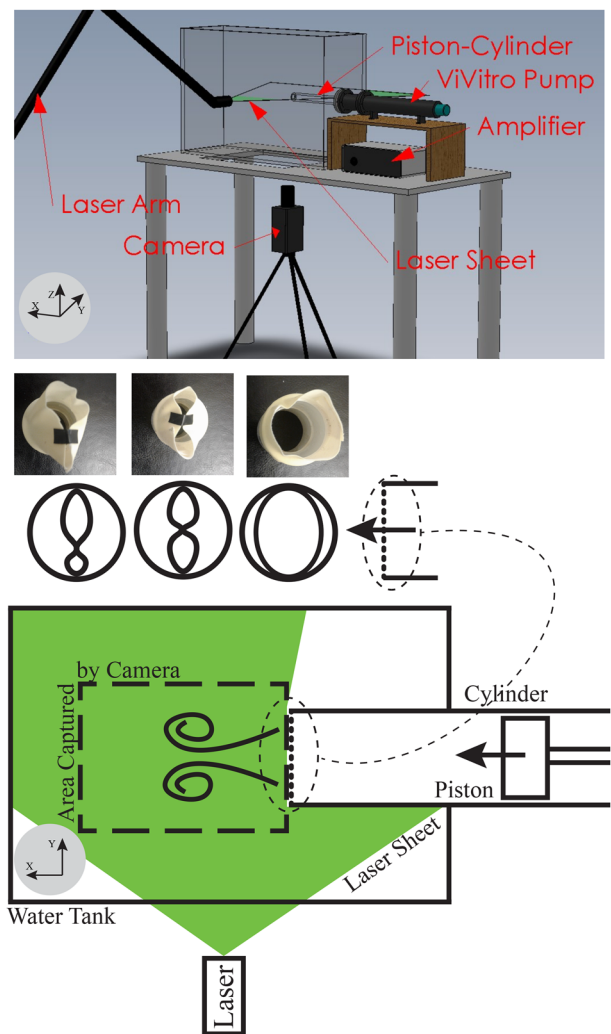 Piston-Cylinder
ViVitro Pump
Amplifier
Laser Arm
Camera
Laser Sheet
Z
X
Y
by Camera
Area Captured
Cylinder
Piston
Y
X
Laser Sheet
Water Tank
Laser